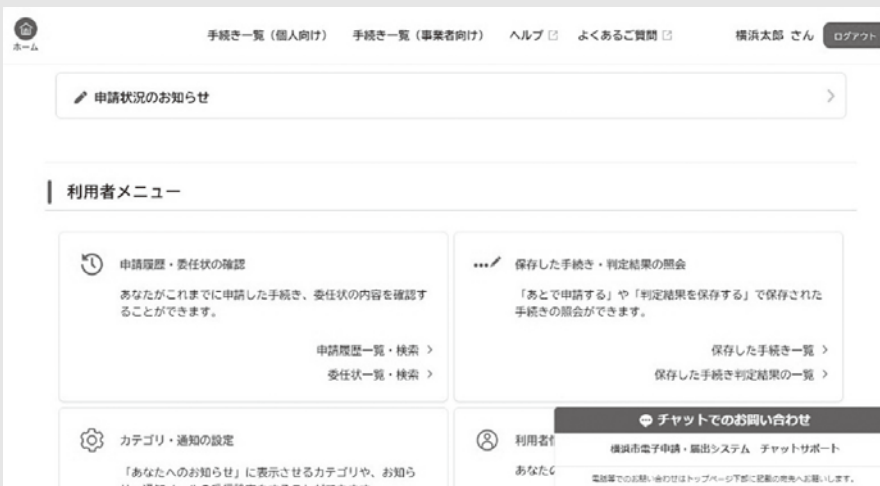 ホーム
手続き一覧（個人向け）
手続き一覧（事業者向け）
ヘルプ
よくあるご質問
横浜太郎 さん
ログアウト
申請状況のお知らせ
利用者メニュー
申請履歴・委任状の確認
あなたがこれまでに申請した手続き、委任状の内容を確認す
ることができます。
申請履歴一覧・検索
委任状一覧・検索
保存した手続き・判定結果の照会
「あとで申請する」や「判定結果を保存する」で保存された
手続きの照会ができます。
保存した手続き一覧
保存した手続き判定結果の一覧
カテゴリ・通知の設定
「あなたへのお知らせ」に表示させるカテゴリや、お知ら
利用者
あなたの
チャットでのお問い合わせ
横浜市電子申請・届出システム チャットサポート
電話等でのお問い合わせはトップページ下部に記載の宛先へお願いします。